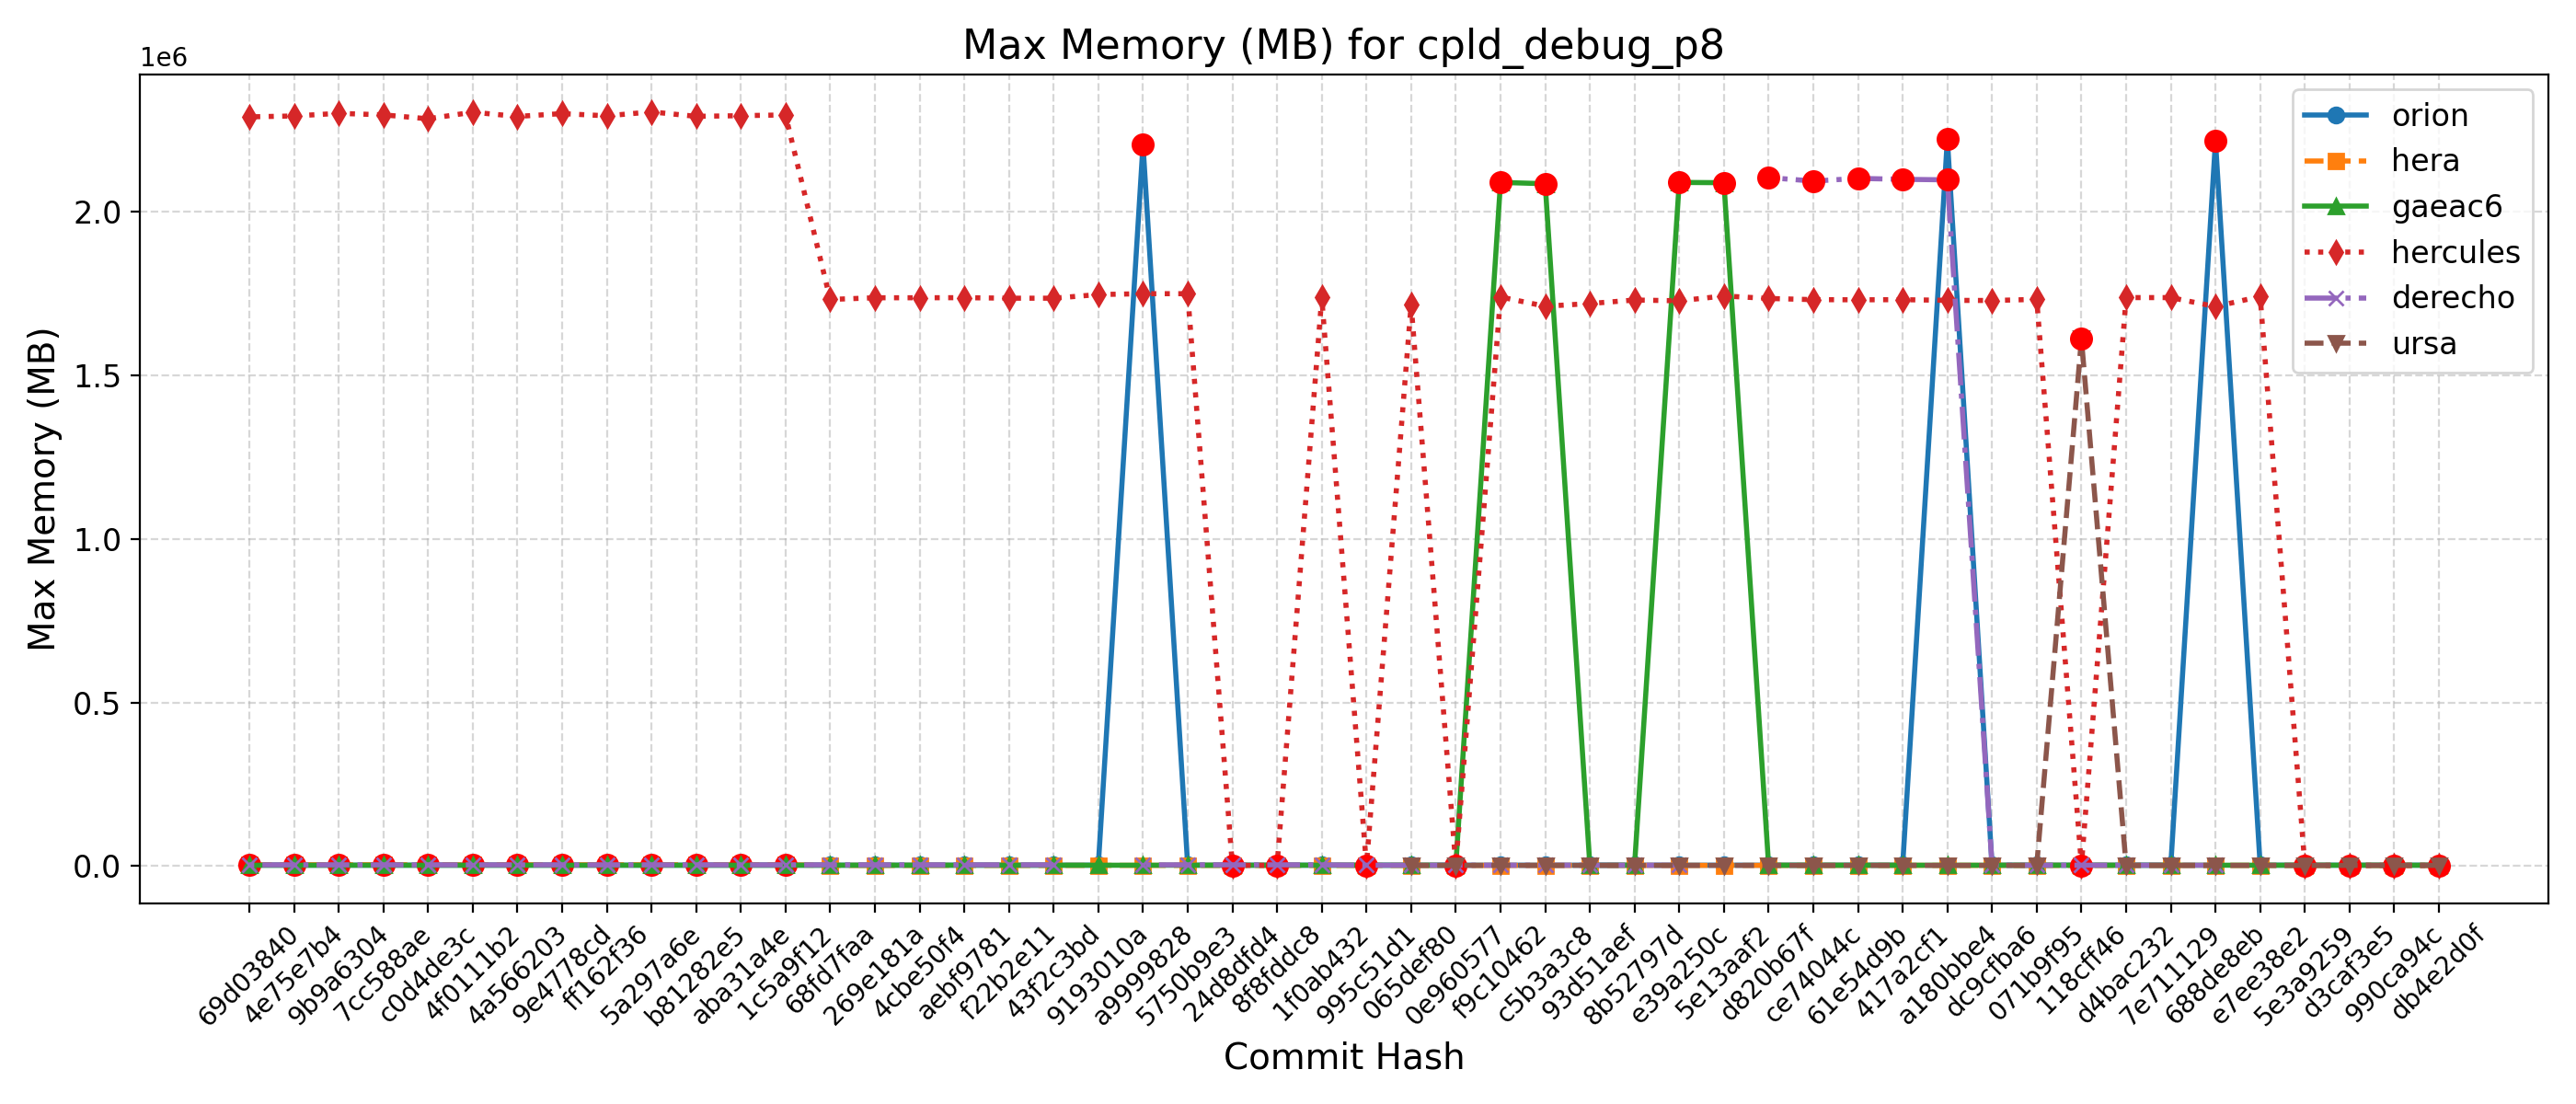 Max Memory (MB) for cpld_debug_p8
1e6
Max Memory (MB)
2.0
1.5
1.0
0.5
0.0
orion
hera
gaeac6
hercules
derecho
ursa
69d03840
4e75e7b4
9b9a6304
7cc588ae
c0d4de3c
4f0111b2
4a566203
9e4778cd
ff162f36
5a297a6e
b81282e5
aba31a4e
1c5a9f12
68fd7faa
269e181a
4cbe50f4
aebf9781
f22b2e11
43f2c3bd
9193010a
a9999828
5750b9e3
24d8dfd4
8f8fddc8
1f0ab432
995c51d1
065def80
0e960577
f9c10462
c5b3a3c8
93d51aef
8b52797d
e39a250c
5e13aaf2
d820b67f
ce74044c
61e54d9b
417a2cf1
a180bbe4
dc9cfba6
071b9f95
118cff46
d4bac232
7e711129
688de8eb
e7ee38e2
5e3a9259
d3caf3e5
990ca94c
db4e2d0f
Commit Hash